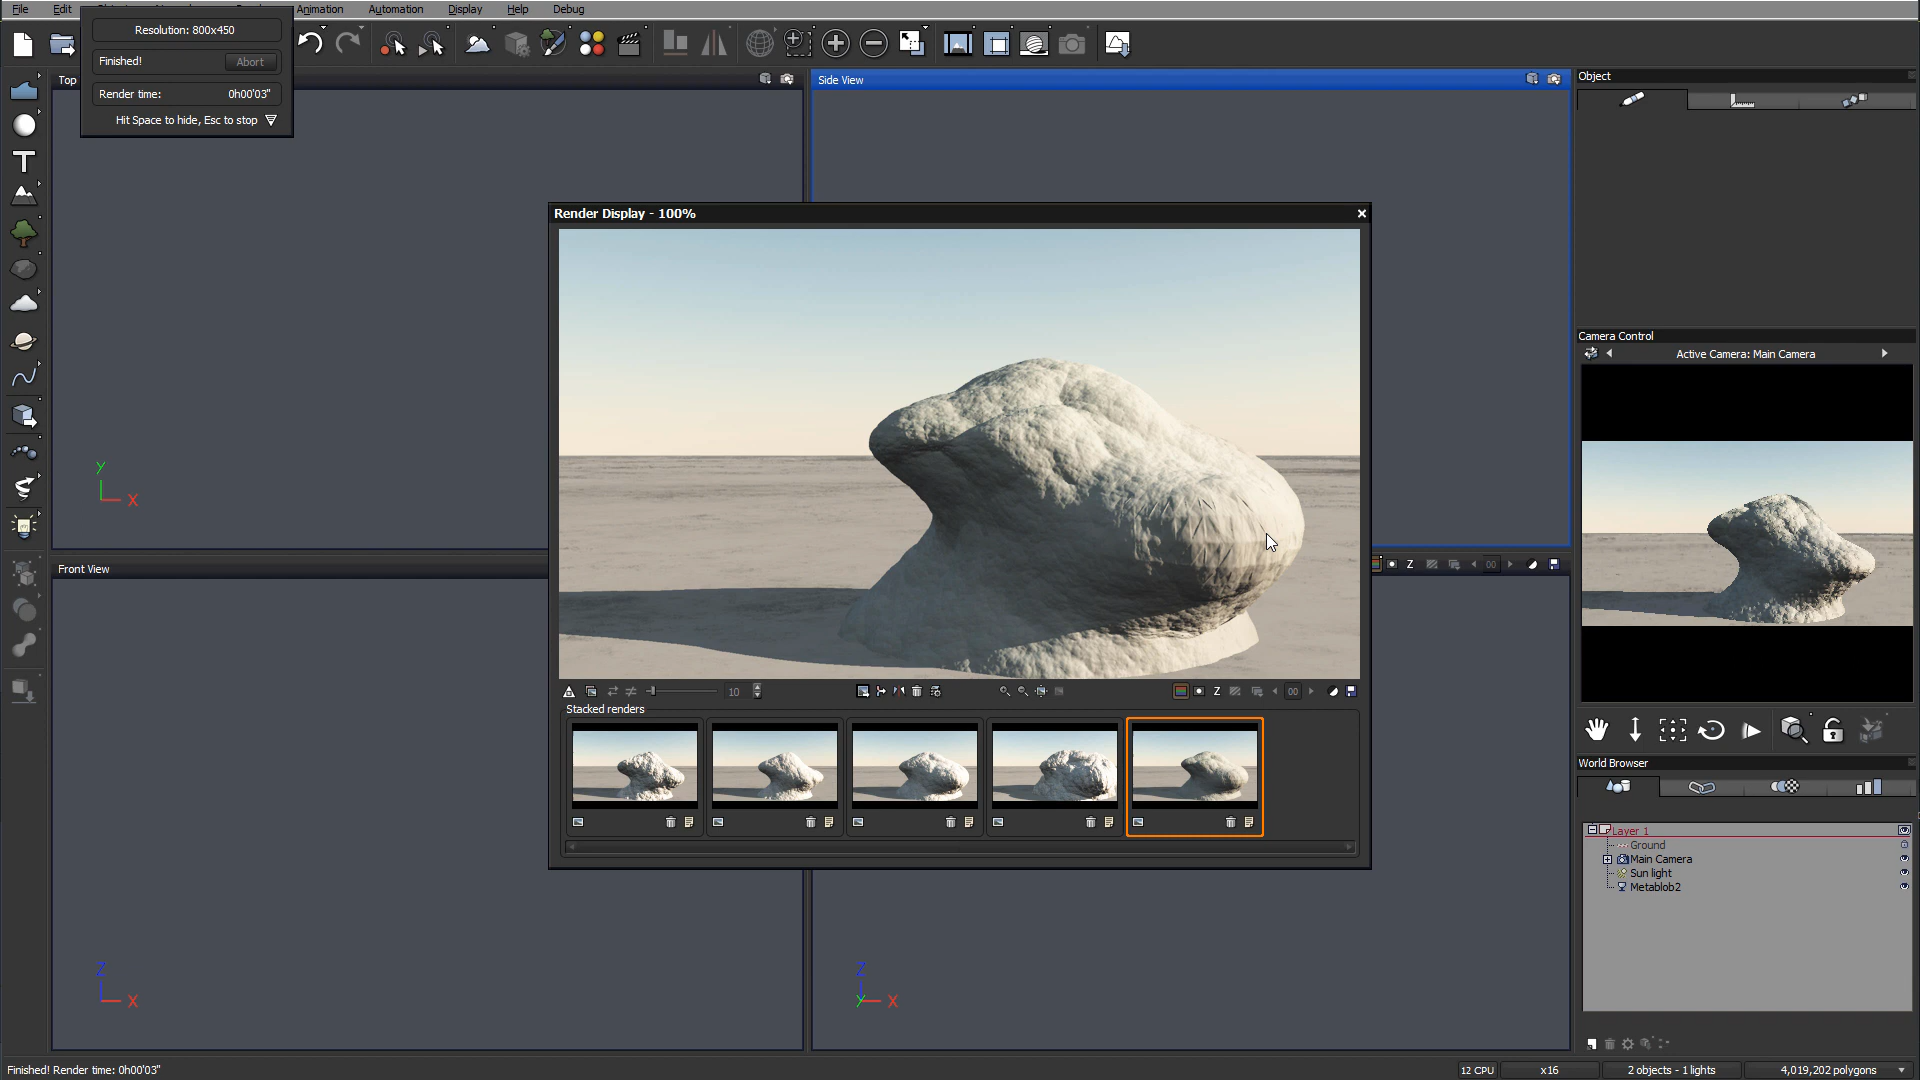 File Edit Animation Automation Display Help Debug
Resolution: 800x450
Finished! Abort
Render time: 0h00'03"
Hit Space to hide, Esc to stop
Top
Side View
Object
Render Display - 100%
Y
X
Camera Control
Active Camera: Main Camera
Front View
Z
00
10
Z
00
Stacked renders
World Browser
Layer 1
Ground
Main Camera
Sun light
Metablob2
Z
X
Z
Y
X
Finished! Render time: 0h00'03"
12 CPU
x16
2 objects - 1 lights
4,019,202 polygons